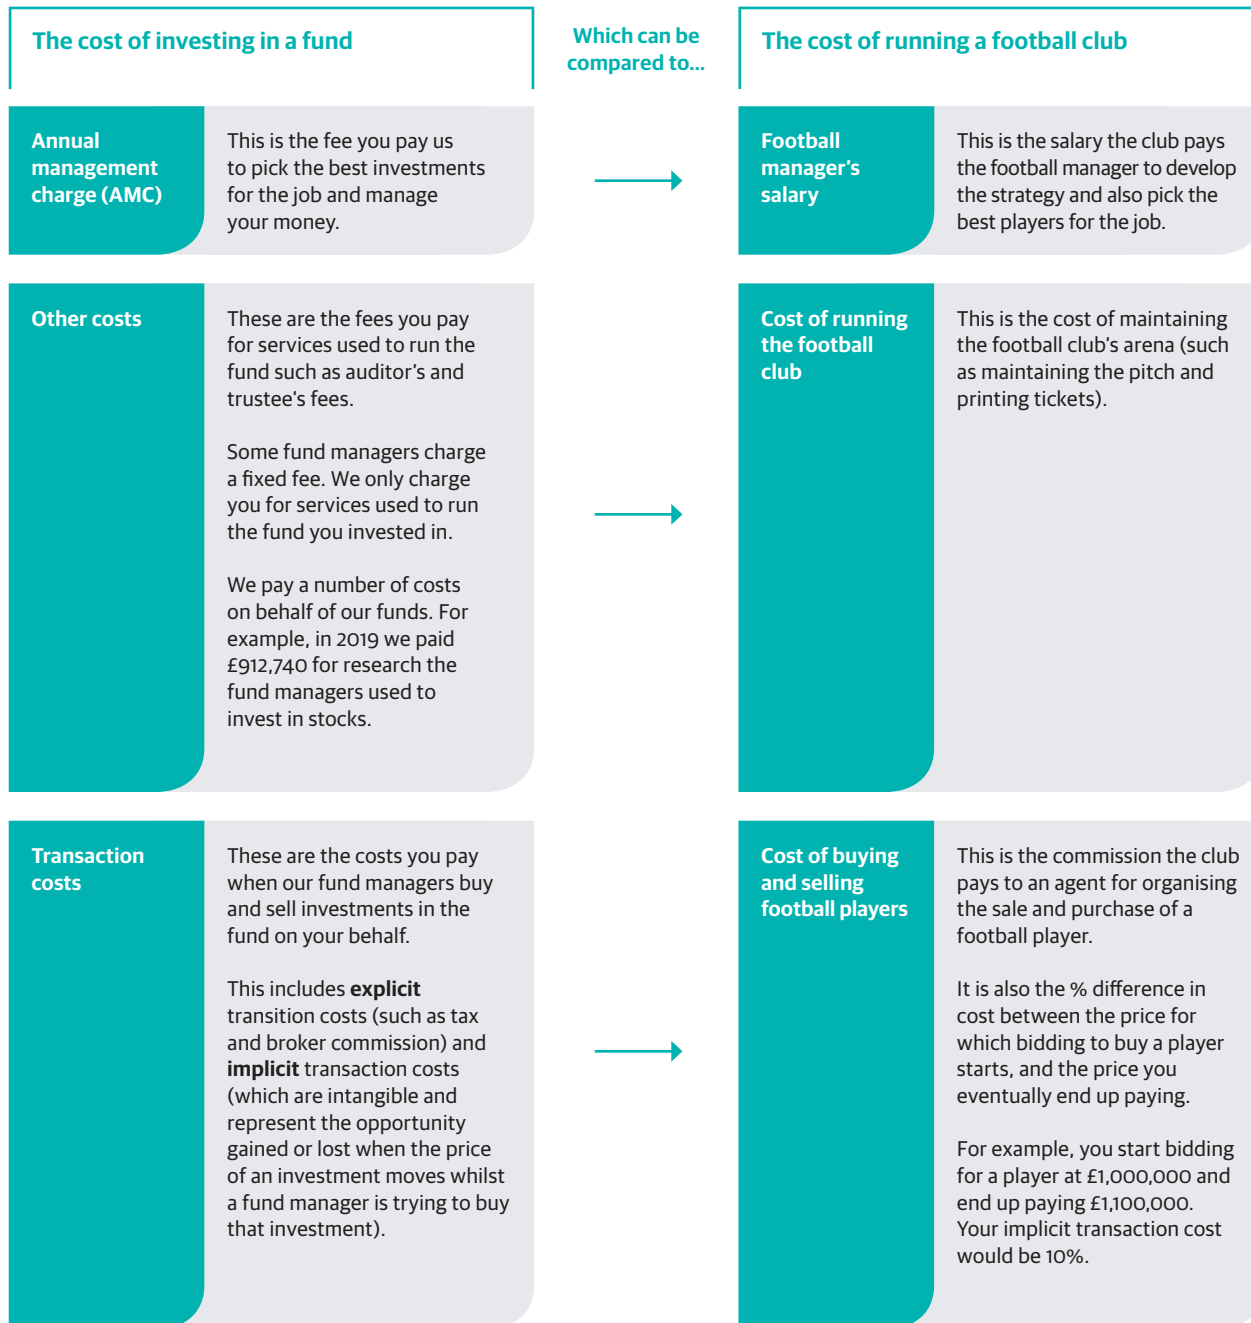 The cost of investing in a fund
Which can be
compared to...
The cost of running a football club
Annual
management
charge (AMC)
This is the fee you pay us
to pick the best investments
for the job and manage
your money.
Football
manager's
salary
This is the salary the club pays
the football manager to develop
the strategy and also pick the
best players for the job.
Other costs
These are the fees you pay
for services used to run the
fund such as auditor's and
trustee's fees.
Some fund managers charge
a fixed fee. We only charge
you for services used to run
the fund you invested in.
We pay a number of costs
on behalf of our funds. For
example, in 2019 we paid
£912,740 for research the
fund managers used to
invest in stocks.
Cost of running
the football
club
This is the cost of maintaining
the football club's arena (such
as maintaining the pitch and
printing tickets).
Transaction
costs
These are the costs you pay
when our fund managers buy
and sell investments in the
fund on your behalf.
This includes explicit
transition costs (such as tax
and broker commission) and
implicit transaction costs
(which are intangible and
represent the opportunity
gained or lost when the price
of an investment moves whilst
a fund manager is trying to buy
that investment).
Cost of buying
and selling
football players
This is the commission the club
pays to an agent for organising
the sale and purchase of a
football player.
It is also the % difference in
cost between the price for
which bidding to buy a player
starts, and the price you
eventually end up paying.
For example, you start bidding
for a player at £1,000,000 and
end up paying £1,100,000.
Your implicit transaction cost
would be 10%.